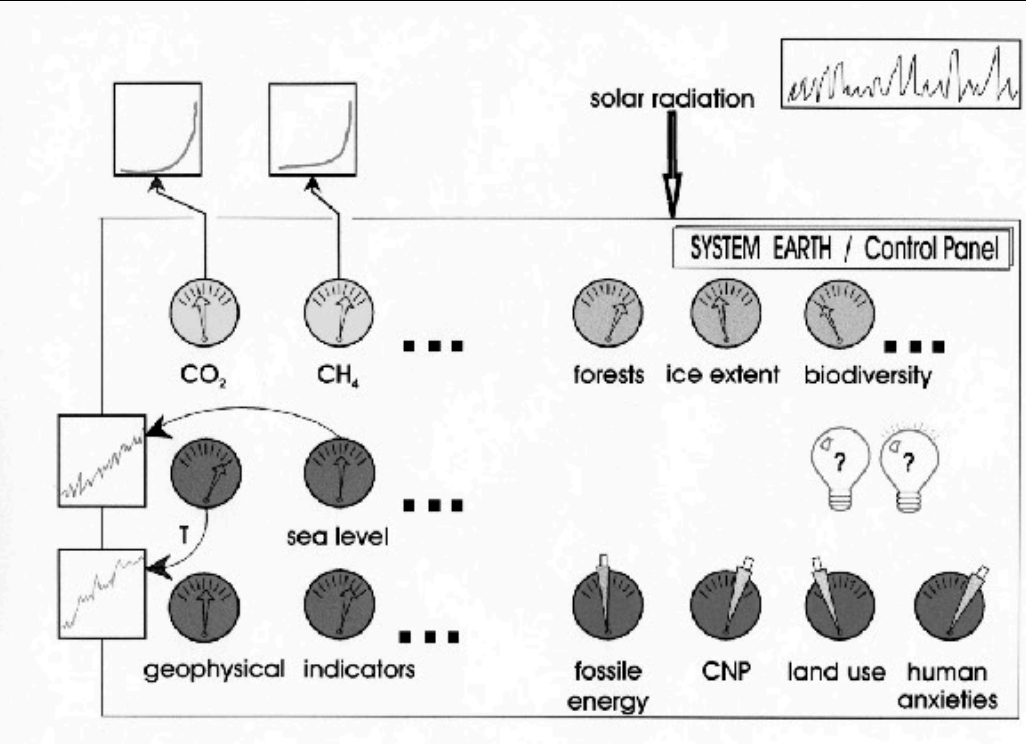 solar radiation
SYSTEM EARTH / Control Panel
CO₂
CH₄
forests
ice extent
biodiversity
? ?
T
sea level
geophysical
indicators
fossile
energy
CNP
land use
human
anxieties